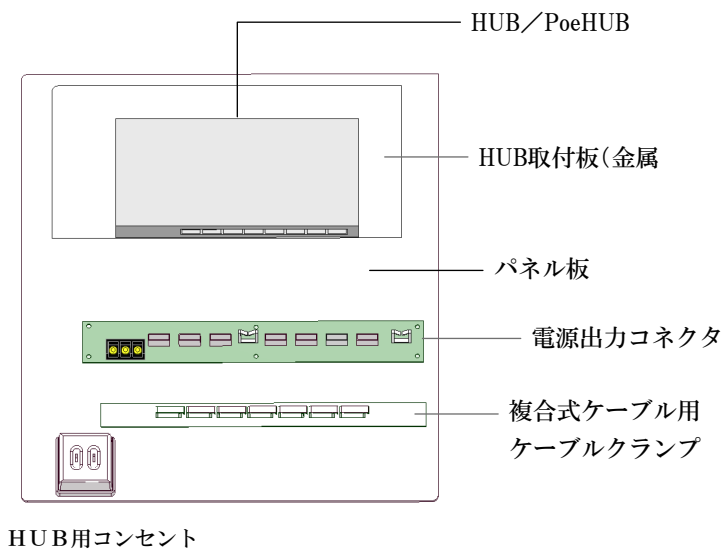 HUB／PoeHUB
HUB取付板(金属
パネル板
電源出力コネクタ
複合式ケーブル用
ケーブルクランプ
ＨＵＢ用コンセント